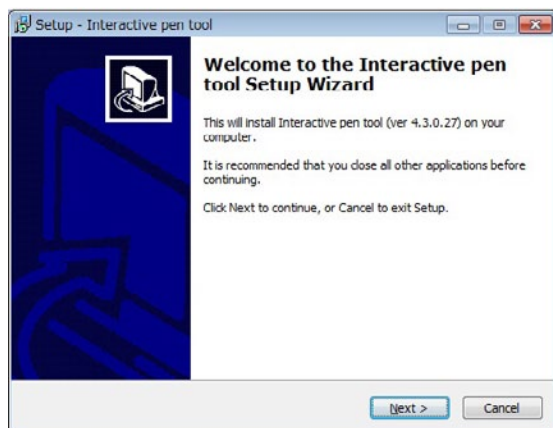 Setup - Interactive pen tool
Welcome to the Interactive pen
tool Setup Wizard
This will install Interactive pen tool (ver 4.3.0.27) on your
computer.
It is recommended that you close all other applications before
continuing.
Click Next to continue, or Cancel to exit Setup.
Next >
Cancel